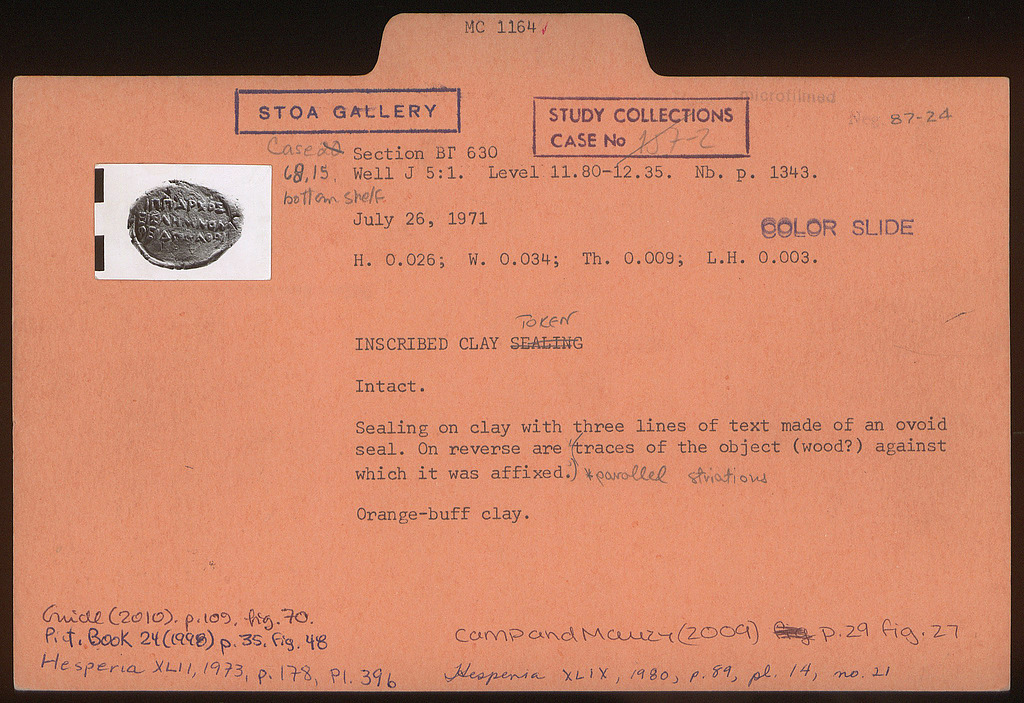 MC 1164
microfilmed
STOA GALLERY
STUDY COLLECTIONS
CASE No 157-2
Neg 87-24
Case
68,15
bottom shelf
Section BΓ 630
Well J 5:1. Level 11.80-12.35. Nb. p. 1343.
July 26, 1971
COLOR SLIDE
H. 0.026; W. 0.034; Th. 0.009; L.H. 0.003.
TOKEN
INSCRIBED CLAY SEALING
Intact.
Sealing on clay with three lines of text made of an ovoid
seal. On reverse are (traces of the object (wood?) against
which it was affixed.) *parallel striations
Orange-buff clay.
Guide (2010). p.109, fig.70.
Pict. Book 24 (1998) p. 35, fig. 48
Hesperia XLII, 1973, p. 178, Pl. 39b
Camp and Mauzy (2009) p.29 fig. 27
Hesperia XLIX, 1980, p. 89, pl. 14, no. 21